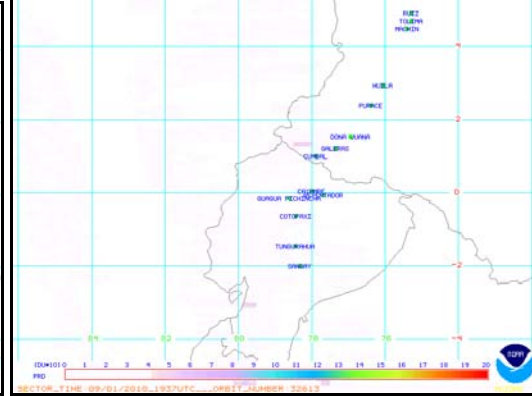 RUIZ
TOLIMA
MACHIN
4
HUILA
PURACE
2
DONA JUANA
GALERAS
CUMBAL
0
GUAGUA PICHINCHA
COTOPAXI
TUNGURAHUA
SANGAY
-2
84 82 80 78 76 -4
(DU*10) 0 1 2 3 4 5 6 7 8 9 10 11 12 13 14 15 16 17 18 19 20
PRD
SECTOR_TIME 09/01/2010_1937UTC___ORBIT_NUMBER 32613
NOAA